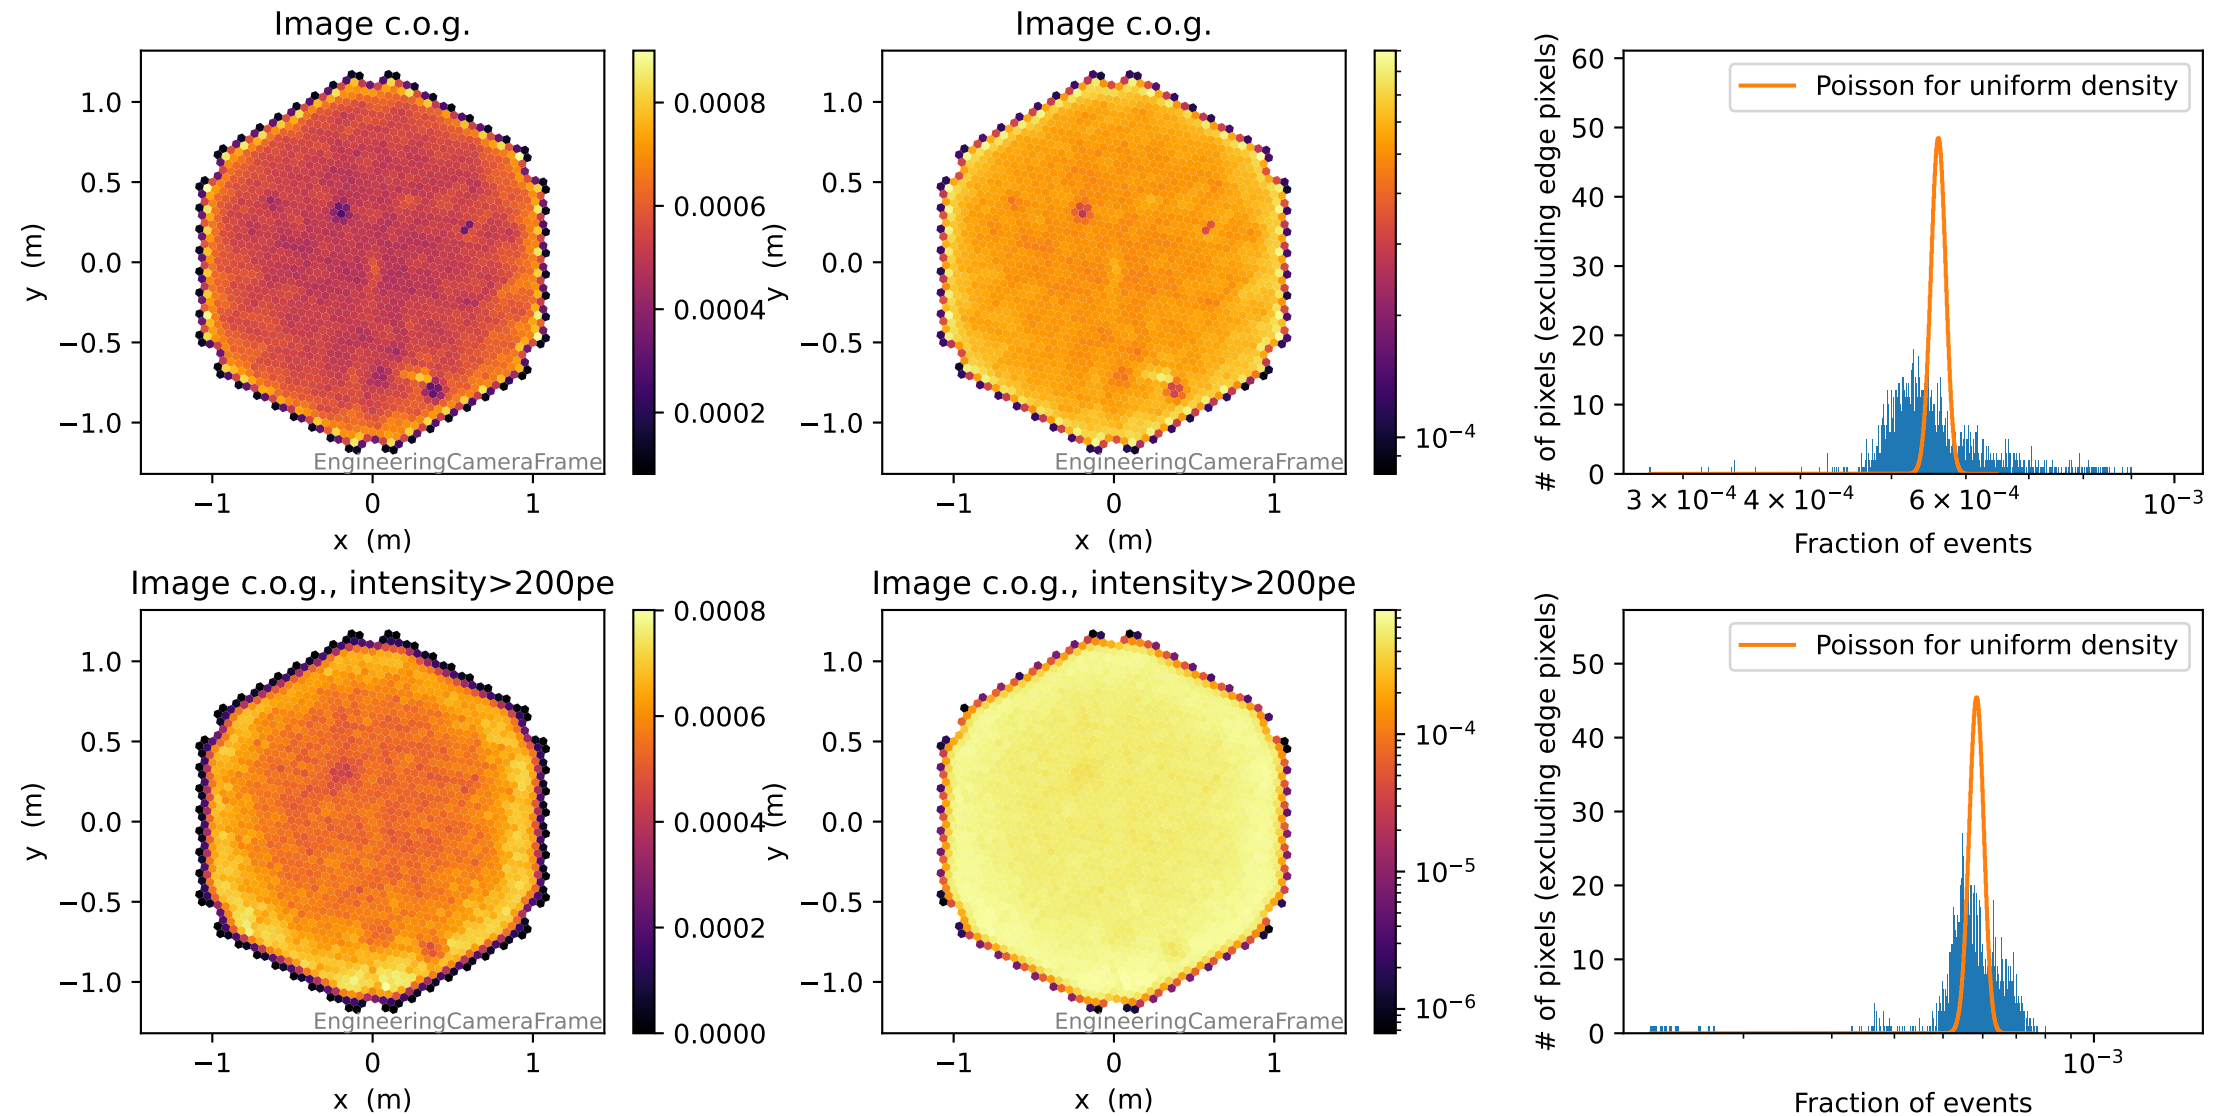 Image c.o.g.
1.0
0.5
0.0
−0.5
−1.0
y (m)
−1
0
1
x (m)
EngineeringCameraFrame
0.0008
0.0006
0.0004
0.0002
Image c.o.g.
1.0
0.5
0.0
−0.5
−1.0
y (m)
−1
0
1
x (m)
EngineeringCameraFrame
10⁻⁴
Poisson for uniform density
60
50
40
30
20
10
0
# of pixels (excluding edge pixels)
3 × 10⁻⁴
4 × 10⁻⁴
6 × 10⁻⁴
10⁻³
Fraction of events
Image c.o.g., intensity>200pe
1.0
0.5
0.0
−0.5
−1.0
y (m)
−1
0
1
x (m)
EngineeringCameraFrame
0.0008
0.0006
0.0004
0.0002
0.0000
Image c.o.g., intensity>200pe
1.0
0.5
0.0
−0.5
−1.0
y (m)
−1
0
1
x (m)
EngineeringCameraFrame
10⁻⁴
10⁻⁵
10⁻⁶
Poisson for uniform density
50
40
30
20
10
0
# of pixels (excluding edge pixels)
10⁻³
Fraction of events